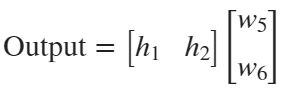 Output = [h₁ h₂] [w₅
w₆]